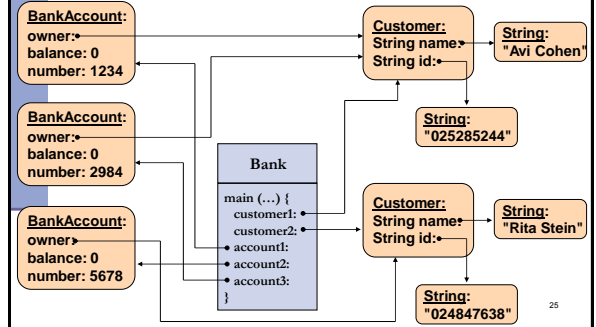 BankAccount:
owner:
balance: 0
number: 1234
Customer:
String name:
String id:
String:
"Avi Cohen"
String:
"025285244"
BankAccount:
owner:
balance: 0
number: 2984
Bank
main (…) {
customer1:
customer2:
account1:
account2:
account3:
}
BankAccount:
owner:
balance: 0
number: 5678
Customer:
String name:
String id:
String:
"Rita Stein"
String:
"024847638"
25